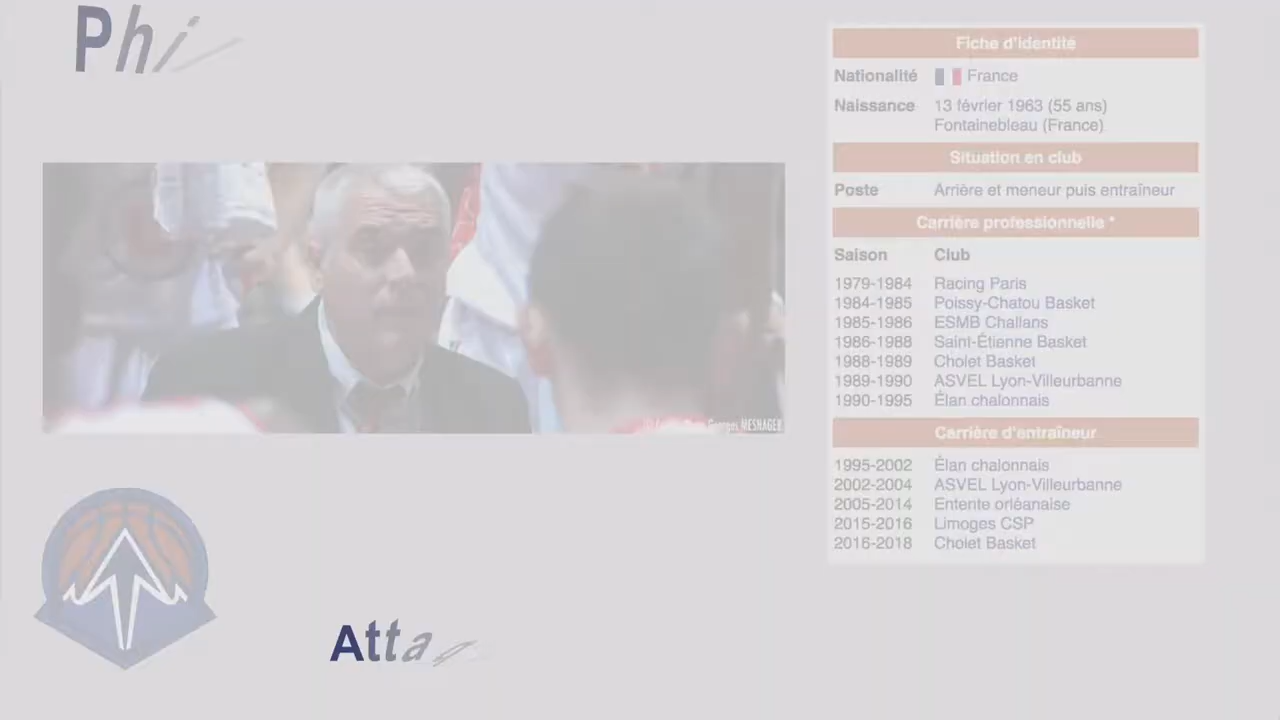 Phi
Fiche d'identité
Nationalité France
Naissance 13 février 1963 (55 ans)
Fontainebleau (France)
Situation en club
Poste Arrière et meneur puis entraîneur
Carrière professionnelle *
Saison Club
1979-1984 Racing Paris
1984-1985 Poissy-Chatou Basket
1985-1986 ESMB Challans
1986-1988 Saint-Étienne Basket
1988-1989 Cholet Basket
1989-1990 ASVEL Lyon-Villeurbanne
1990-1995 Élan chalonnais
Carrière d'entraîneur
1995-2002 Élan chalonnais
2002-2004 ASVEL Lyon-Villeurbanne
2005-2014 Entente orléanaise
2015-2016 Limoges CSP
2016-2018 Cholet Basket
Georges MESNAGER
Atta